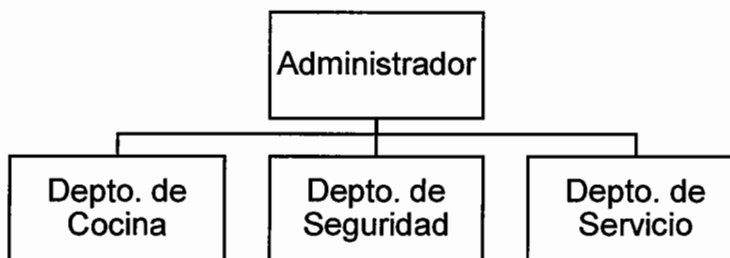 Administrador
Depto. de
Cocina
Depto. de
Seguridad
Depto. de
Servicio